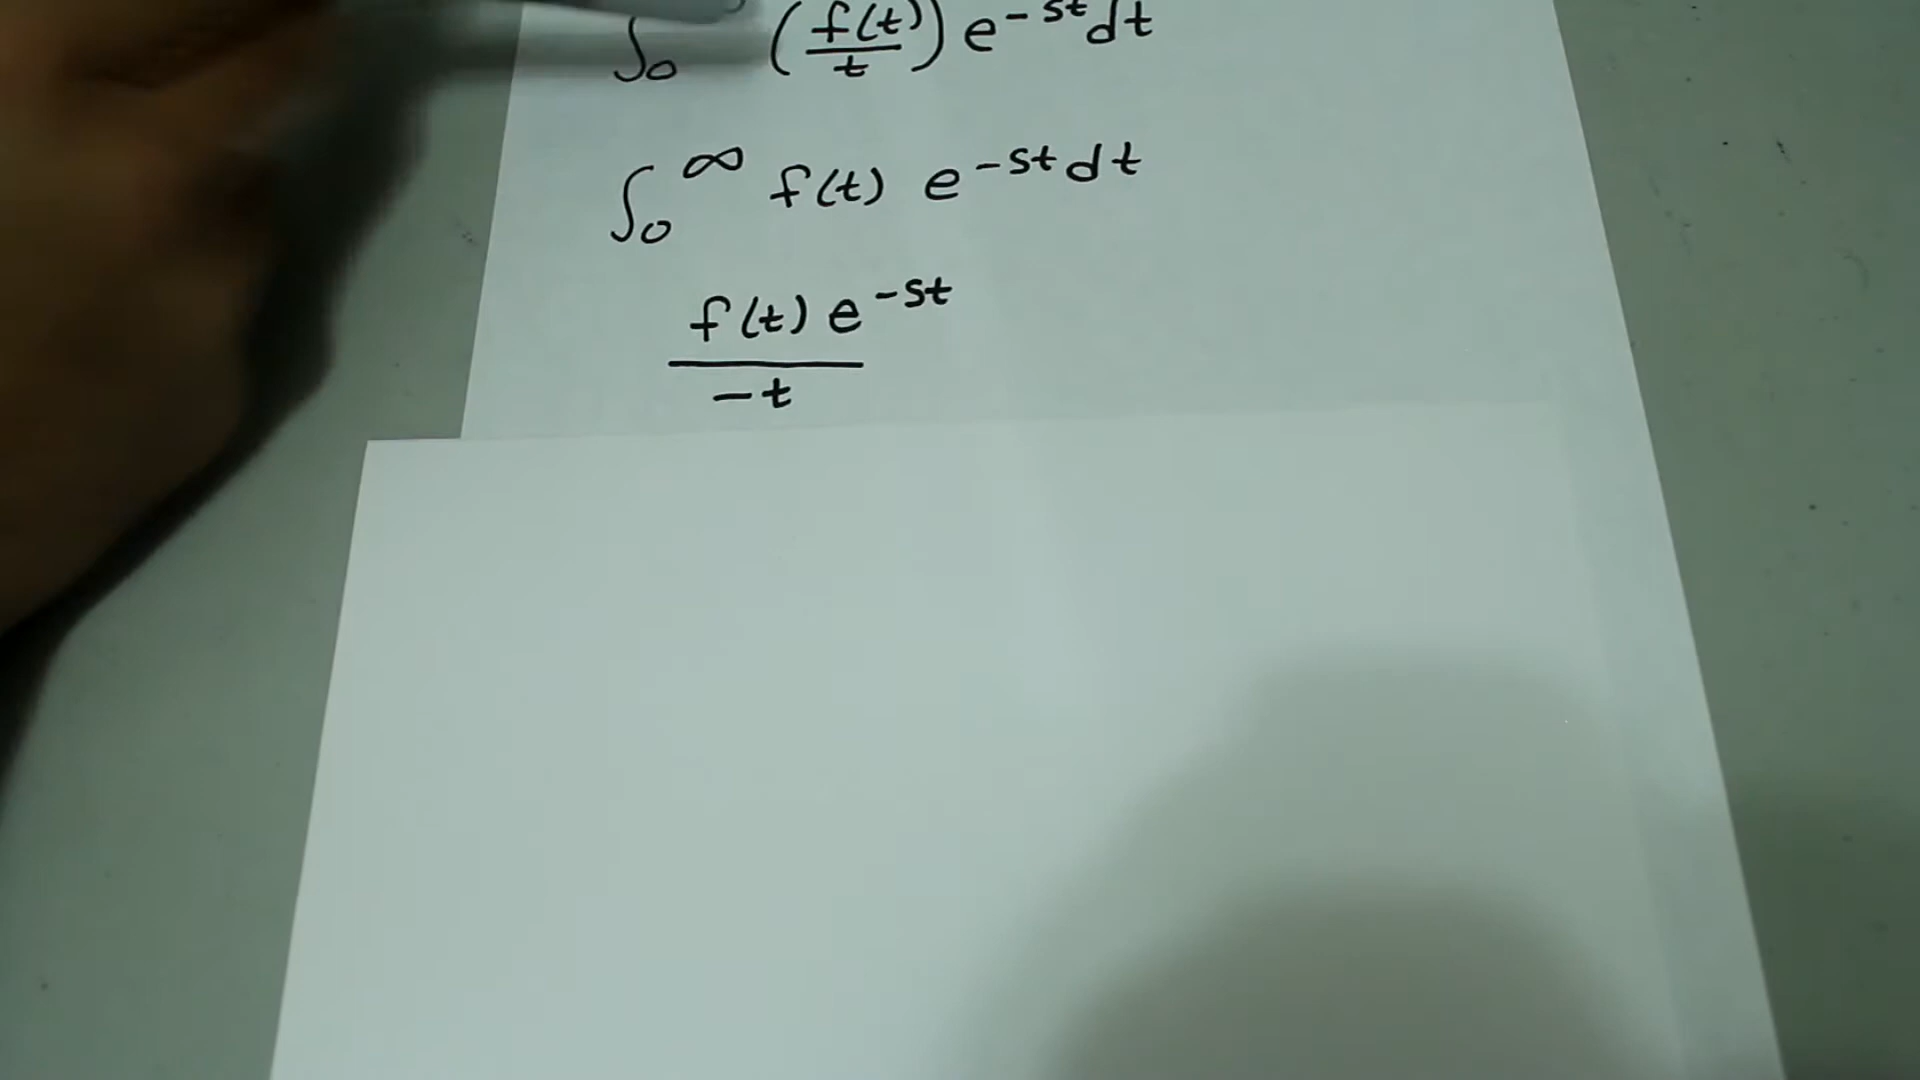 ∫₀ (f(t)/t) e^-st dt
∫₀^∞ f(t) e^-st dt
f(t) e^-st
-t